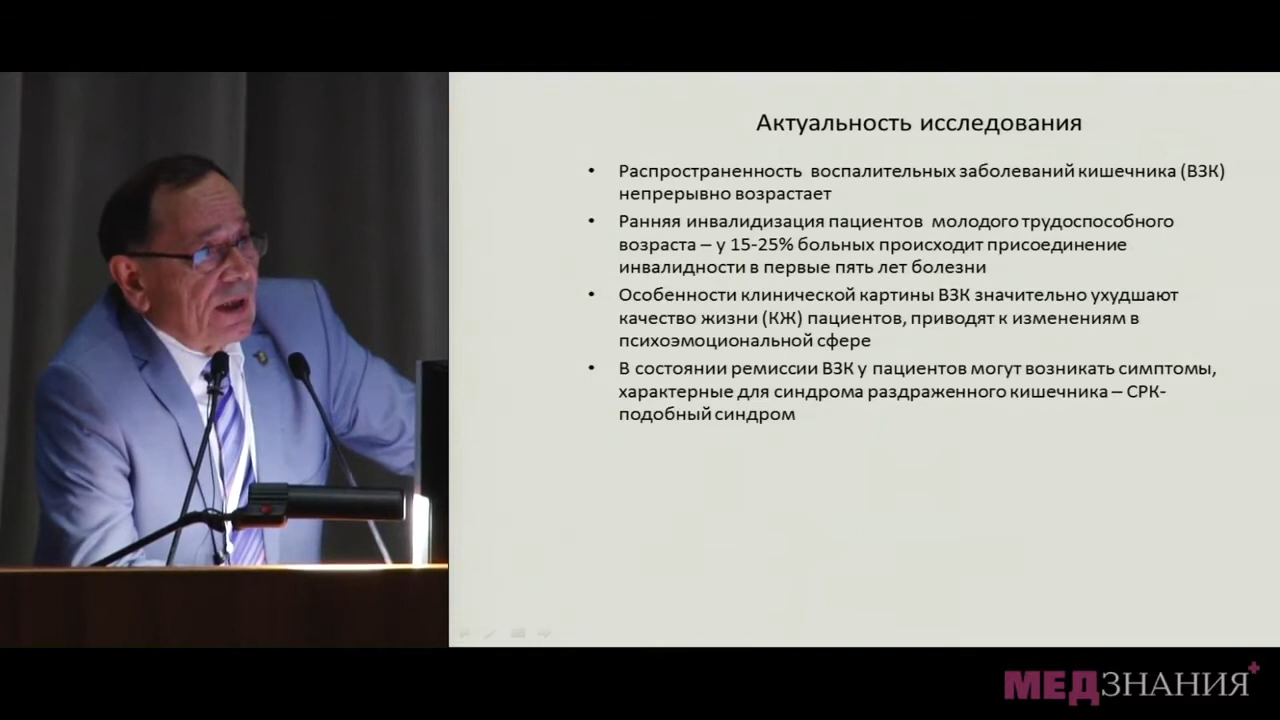 Актуальность исследования
• Распространенность воспалительных заболеваний кишечника (ВЗК)
непрерывно возрастает
• Ранняя инвалидизация пациентов молодого трудоспособного
возраста – у 15-25% больных происходит присоединение
инвалидности в первые пять лет болезни
• Особенности клинической картины ВЗК значительно ухудшают
качество жизни (КЖ) пациентов, приводят к изменениям в
психоэмоциональной сфере
• В состоянии ремиссии ВЗК у пациентов могут возникать симптомы,
характерные для синдрома раздраженного кишечника – СРК-
подобный синдром
МЕДЗНАНИЯ+